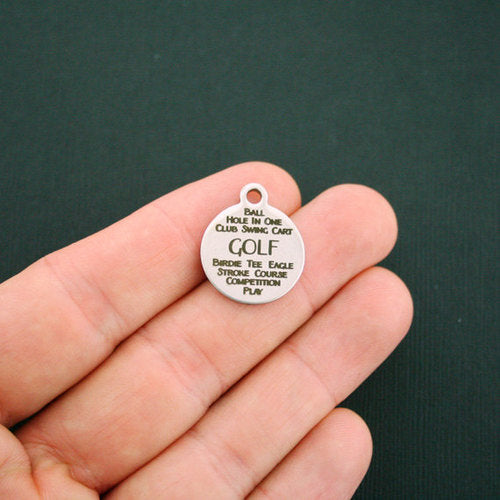 Ball
Hole In One
Club Swing Cart
GOLF
Birdie Tee Eagle
Stroke Course
Competition
Play